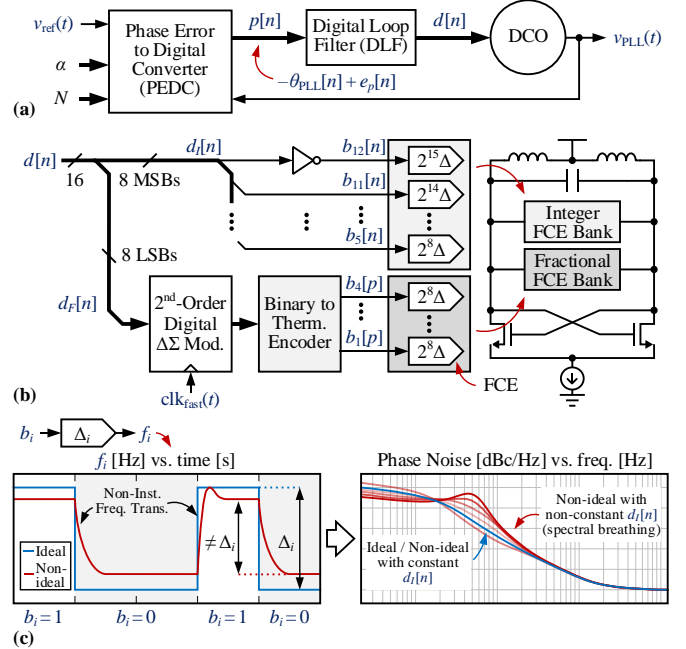 v_ref(t)
α
N
Phase Error
to Digital
Converter
(PEDC)
p[n]
Digital Loop
Filter (DLF)
d[n]
DCO
v_PLL(t)
−θ_PLL[n] + e_p[n]
(a)
d[n]
16
8 MSBs
d_I[n]
b_12[n]
2^15Δ
b_11[n]
2^14Δ
b_5[n]
2^8Δ
8 LSBs
d_F[n]
2^nd-Order
Digital
ΔΣ Mod.
Binary to
Therm.
Encoder
b_4[p]
2^8Δ
b_1[p]
2^8Δ
clk_fast(t)
FCE
Integer
FCE Bank
Fractional
FCE Bank
(b)
b_i
Δ_i
f_i
f_i [Hz] vs. time [s]
Non-Inst.
Freq. Trans.
≠ Δ_i
Δ_i
Ideal
Non-
ideal
b_i = 1
b_i = 0
b_i = 1
b_i = 0
Phase Noise [dBc/Hz] vs. freq. [Hz]
Non-ideal with
non-constant d_I[n]
(spectral breathing)
Ideal / Non-ideal
with constant
d_I[n]
(c)